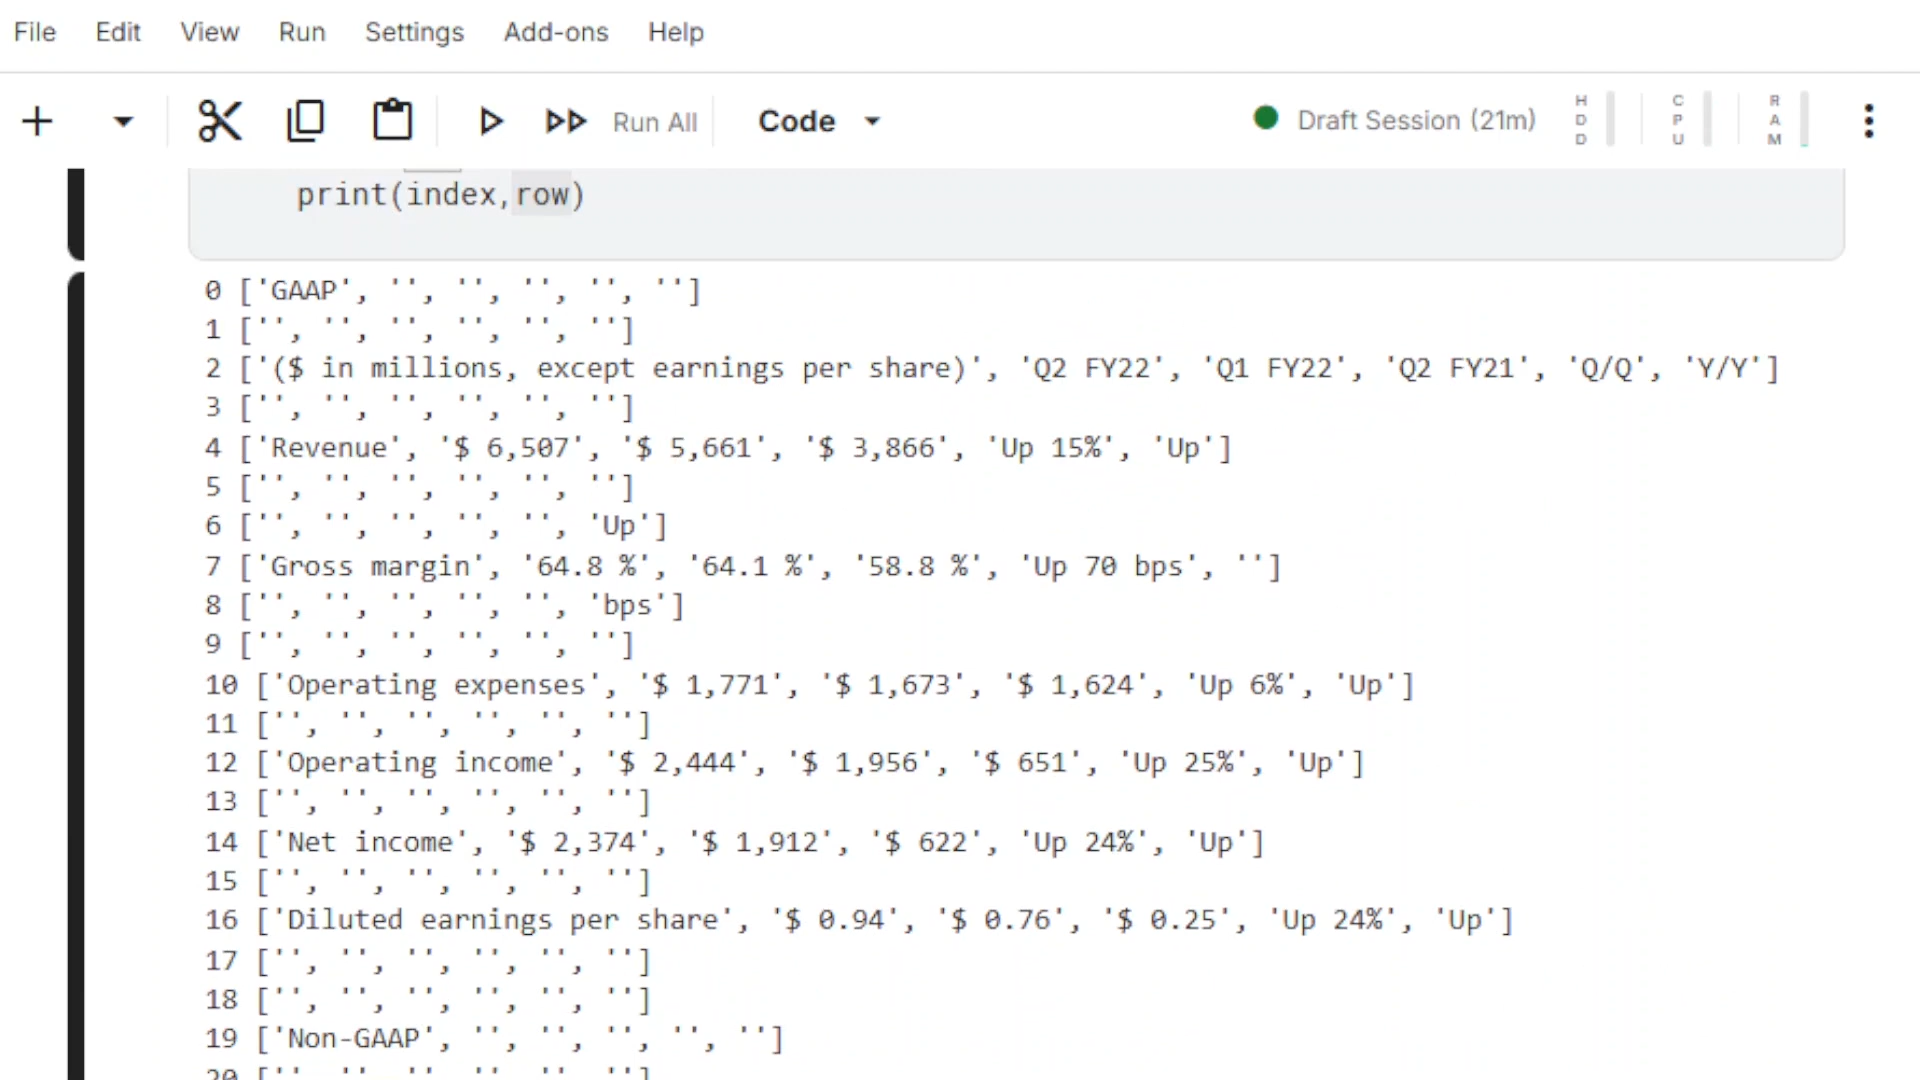 File Edit View Run Settings Add-ons Help
Run All Code Draft Session (21m) HDD CPU RAM
print(index,row)
0 ['GAAP', '', '', '', '', '']
1 ['', '', '', '', '', '']
2 ['($ in millions, except earnings per share)', 'Q2 FY22', 'Q1 FY22', 'Q2 FY21', 'Q/Q', 'Y/Y']
3 ['', '', '', '', '', '']
4 ['Revenue', '$ 6,507', '$ 5,661', '$ 3,866', 'Up 15%', 'Up']
5 ['', '', '', '', '', '']
6 ['', '', '', '', '', 'Up']
7 ['Gross margin', '64.8 %', '64.1 %', '58.8 %', 'Up 70 bps', '']
8 ['', '', '', '', '', 'bps']
9 ['', '', '', '', '', '']
10 ['Operating expenses', '$ 1,771', '$ 1,673', '$ 1,624', 'Up 6%', 'Up']
11 ['', '', '', '', '', '']
12 ['Operating income', '$ 2,444', '$ 1,956', '$ 651', 'Up 25%', 'Up']
13 ['', '', '', '', '', '']
14 ['Net income', '$ 2,374', '$ 1,912', '$ 622', 'Up 24%', 'Up']
15 ['', '', '', '', '', '']
16 ['Diluted earnings per share', '$ 0.94', '$ 0.76', '$ 0.25', 'Up 24%', 'Up']
17 ['', '', '', '', '', '']
18 ['', '', '', '', '', '']
19 ['Non-GAAP', '', '', '', '', '']
20 ['', '', '', '', '', '']